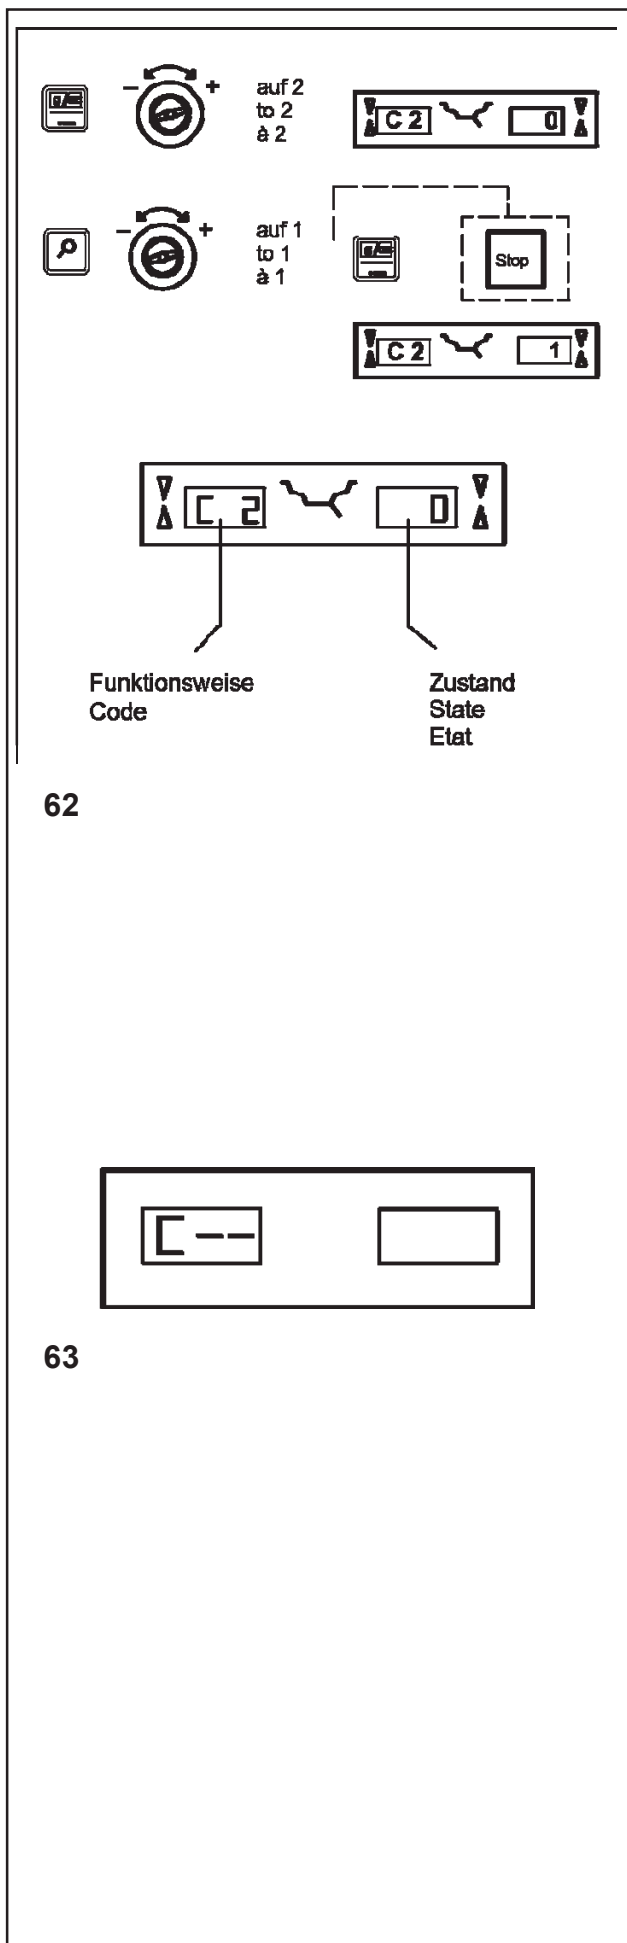 g/oz
– +
auf 2
to 2
à 2
C 2 0
– +
auf 1
to 1
à 1
Stop
C 2 1
C 2 0
Funktionsweise
Code
Zustand
State
Etat
62
C--
63